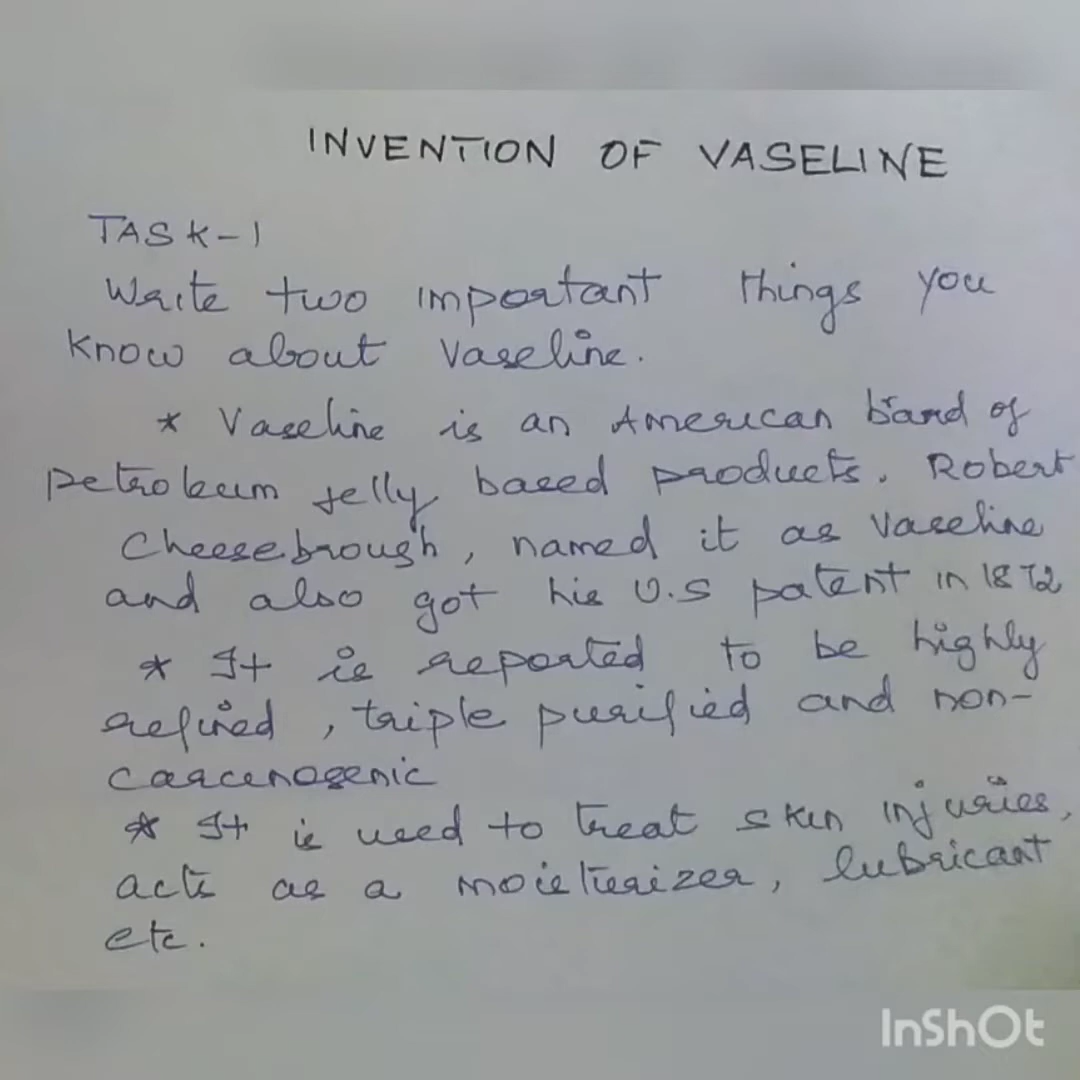 INVENTION OF VASELINE
TASK-1
Write two important things you
know about Vaseline.
* Vaseline is an American brand of
petroleum jelly based products. Robert
Cheesebrough, named it as Vaseline
and also got his U.S patent in 1872
* It is reported to be highly
refined, triple purified and non-
carcenogenic
* It is used to treat skin injuries,
acts as a moisturizer, lubricant
etc.
InShOt